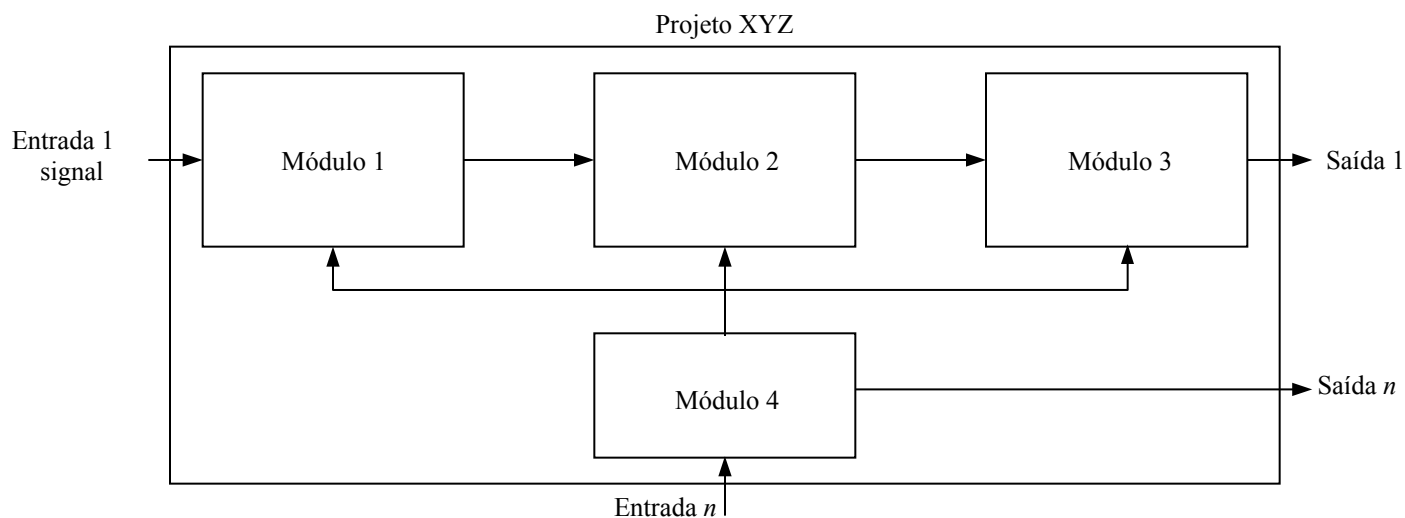 Projeto XYZ
Entrada 1
signal
Módulo 1
Módulo 2
Módulo 3
Saída 1
Módulo 4
Saída n
Entrada n